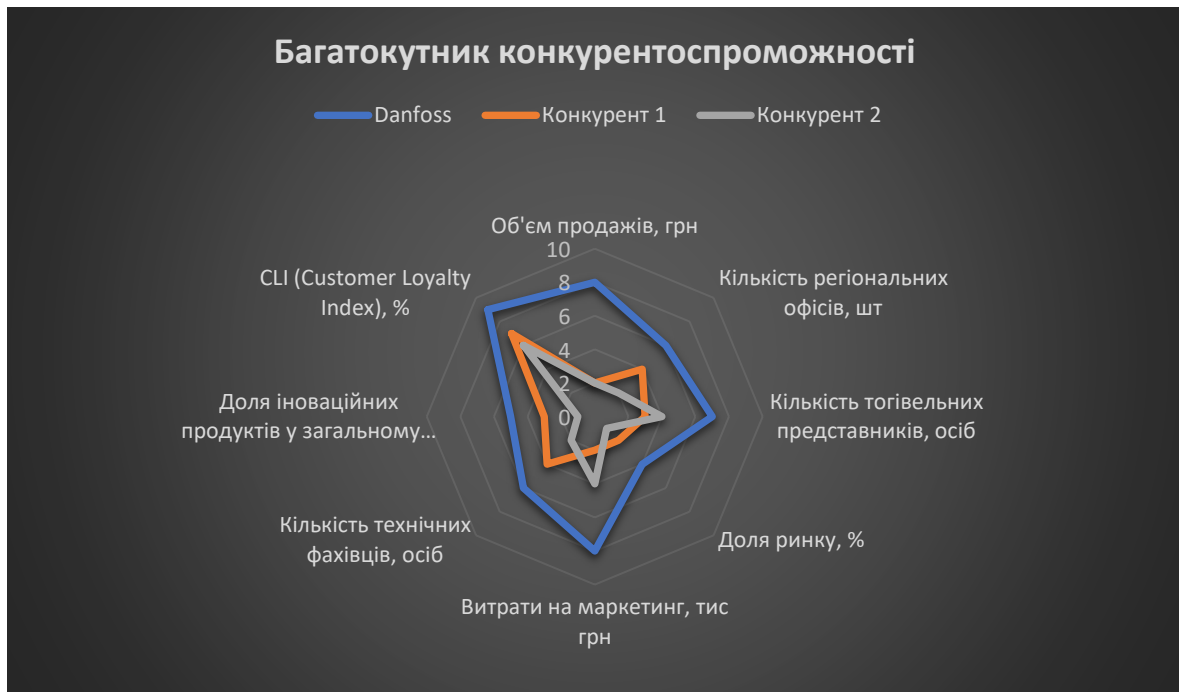 Багатокутник конкурентоспроможності
Danfoss
Конкурент 1
Конкурент 2
Об'єм продажів, грн
Кількість регіональних
офісів, шт
Кількість тогівельних
представників, осіб
Доля ринку, %
Витрати на маркетинг, тис
грн
Кількість технічних
фахівців, осіб
Доля іноваційних
продуктів у загальному...
CLI (Customer Loyalty
Index), %
10
8
6
4
2
0